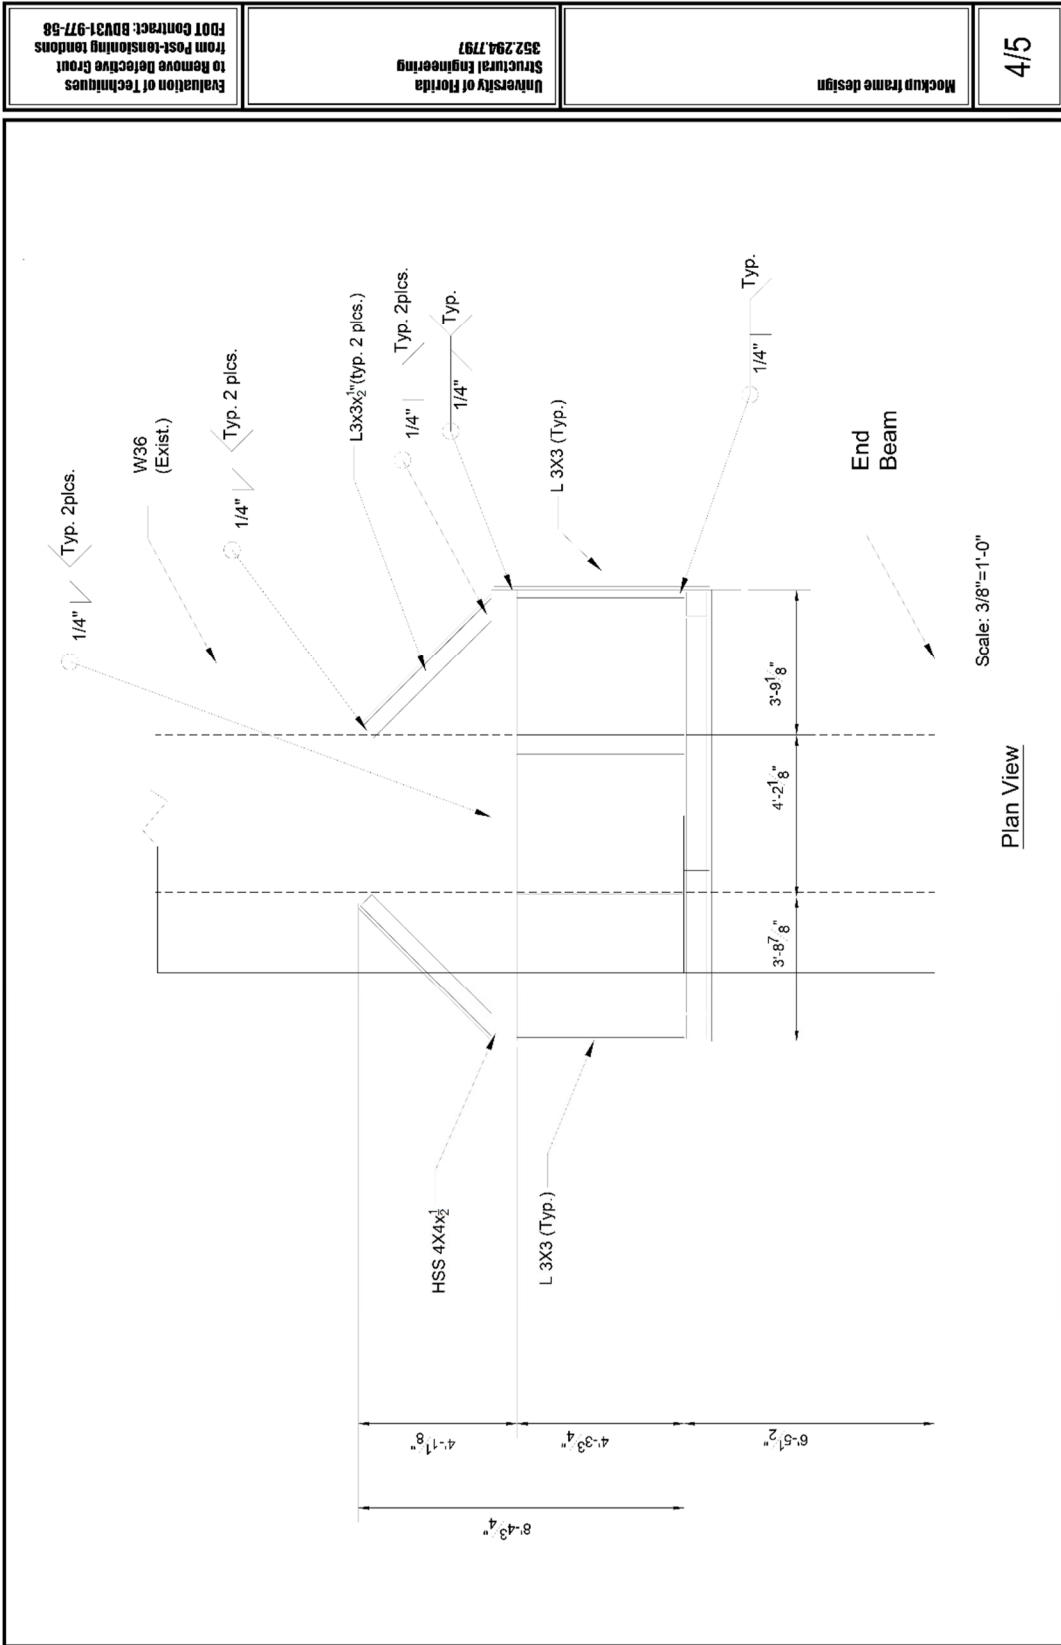 Evaluation of Techniques
to Remove Defective Grout
from Post-tensioning tendons
FDOT Contract: BDV31-977-58
University of Florida
Structural Engineering
352.294.7797
Mockup frame design
4/5
1/4" Typ. 2plcs.
W36
(Exist.)
1/4" Typ. 2 plcs.
L3x3x1/2"(typ. 2 plcs.)
1/4" Typ. 2plcs.
1/4" Typ.
L 3X3 (Typ.)
1/4" Typ.
End
Beam
HSS 4X4x1/2
L 3X3 (Typ.)
3'-8 7/8"
4'-2 1/8"
3'-9 1/8"
4'-1 1/8"
4'-3 3/4"
6'-5 1/2"
8'-4 3/4"
Plan View
Scale: 3/8"=1'-0"